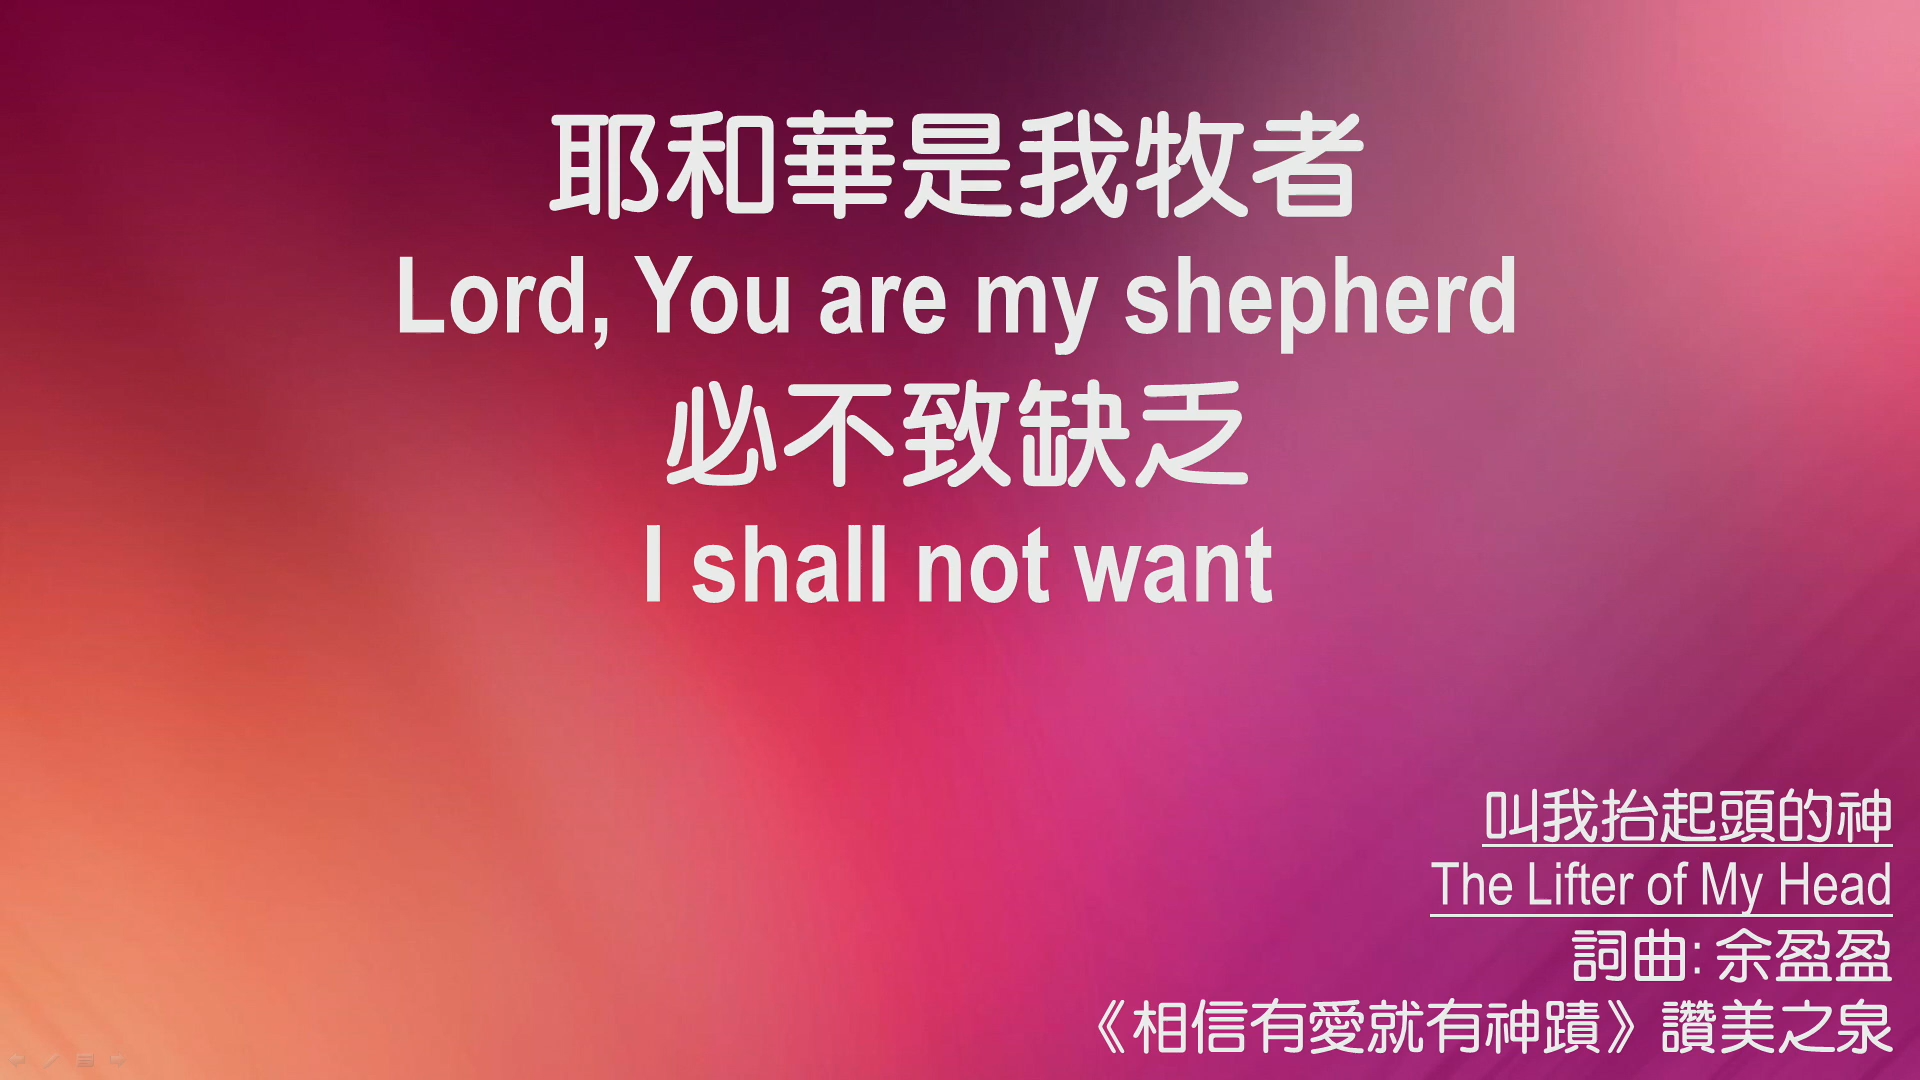 耶和華是我牧者
Lord, You are my shepherd
必不致缺乏
I shall not want
叫我抬起頭的神
The Lifter of My Head
詞曲: 余盈盈
《相信有愛就有神蹟》讚美之泉